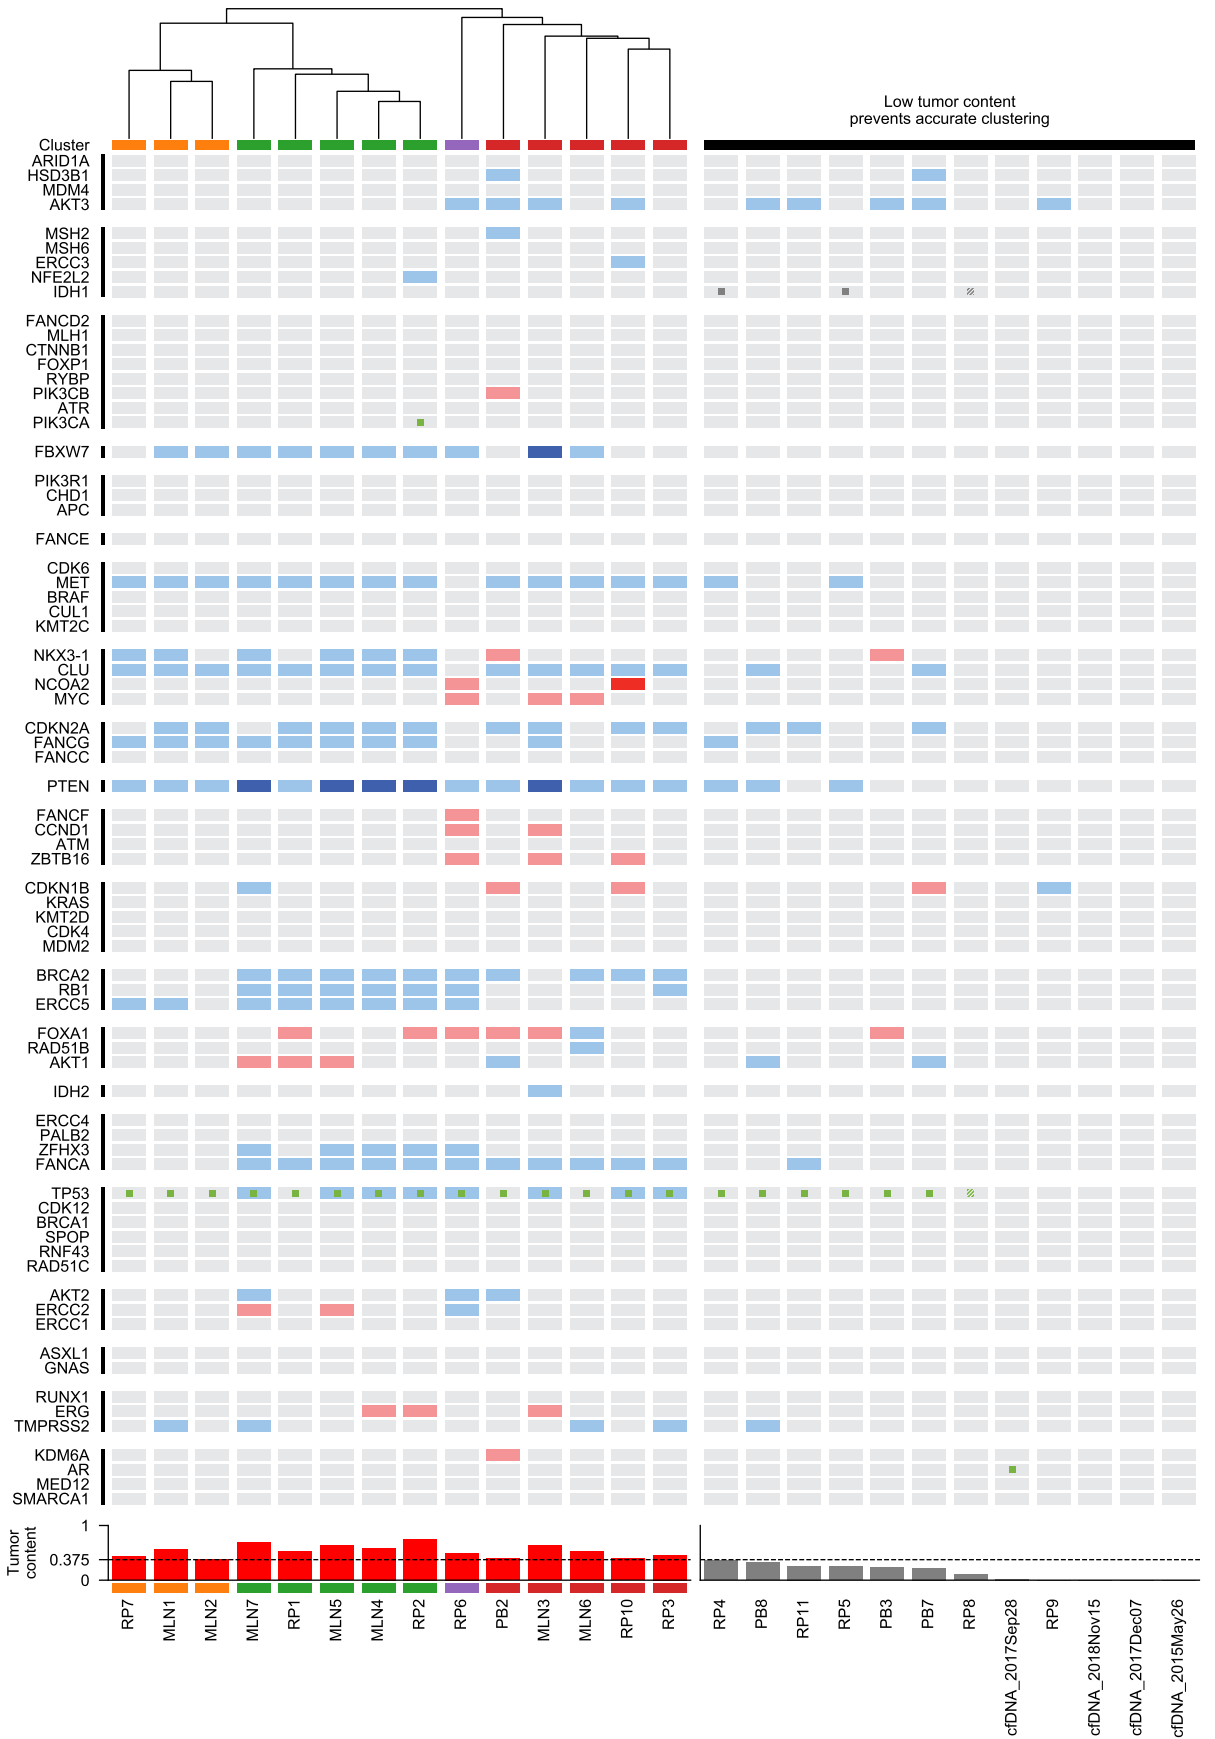 Low tumor content
prevents accurate clustering
Cluster
ARID1A
HSD3B1
MDM4
AKT3
MSH2
MSH6
ERCC3
NFE2L2
IDH1
FANCD2
MLH1
CTNNB1
FOXP1
RYBP
PIK3CB
ATR
PIK3CA
FBXW7
PIK3R1
CHD1
APC
FANCE
CDK6
MET
BRAF
CUL1
KMT2C
NKX3-1
CLU
NCOA2
MYC
CDKN2A
FANCG
FANCC
PTEN
FANCF
CCND1
ATM
ZBTB16
CDKN1B
KRAS
KMT2D
CDK4
MDM2
BRCA2
RB1
ERCC5
FOXA1
RAD51B
AKT1
IDH2
ERCC4
PALB2
ZFHX3
FANCA
TP53
CDK12
BRCA1
SPOP
RNF43
RAD51C
AKT2
ERCC2
ERCC1
ASXL1
GNAS
RUNX1
ERG
TMPRSS2
KDM6A
AR
MED12
SMARCA1
Tumor
content
1
0.375
0
RP7
MLN1
MLN2
MLN7
RP1
MLN5
MLN4
RP2
RP6
PB2
MLN3
MLN6
RP10
RP3
RP4
PB8
RP11
RP5
PB3
PB7
RP8
cfDNA_2017Sep28
RP9
cfDNA_2018Nov15
cfDNA_2017Dec07
cfDNA_2015May26